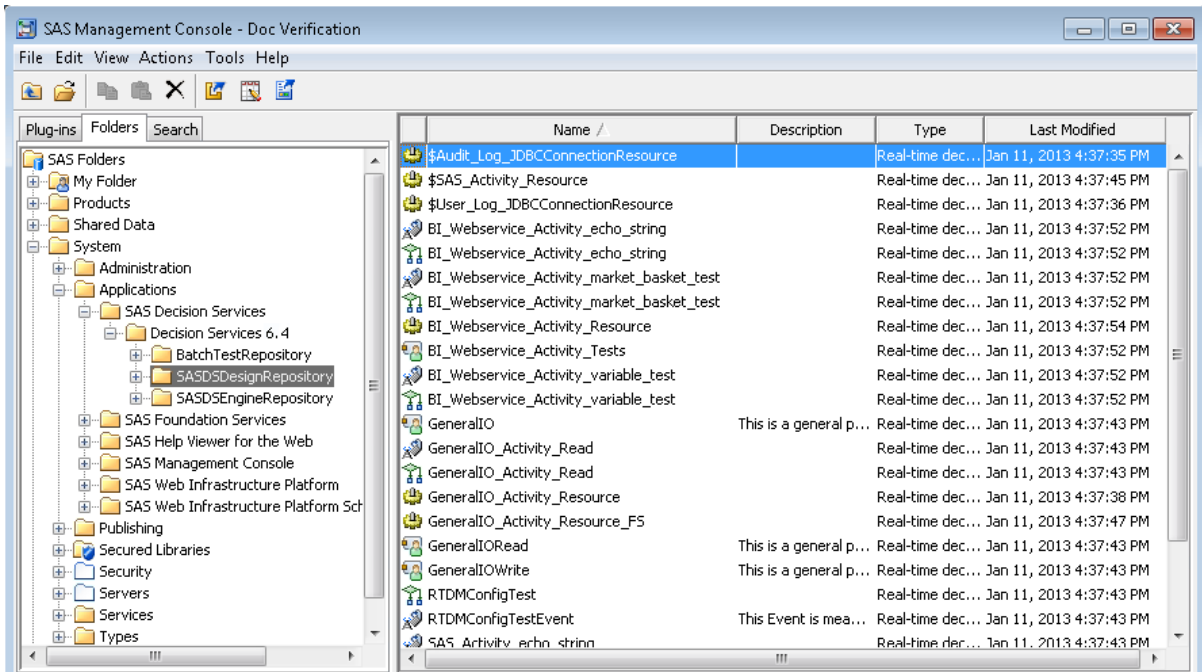 SAS Management Console - Doc Verification
File Edit View Actions Tools Help
Plug-ins Folders Search
SAS Folders
My Folder
Products
Shared Data
System
Administration
Applications
SAS Decision Services
Decision Services 6.4
BatchTestRepository
SASDSDesignRepository
SASDSEngineRepository
SAS Foundation Services
SAS Help Viewer for the Web
SAS Management Console
SAS Web Infrastructure Platform
SAS Web Infrastructure Platform Sch
Publishing
Secured Libraries
Security
Servers
Services
Types
Name Description Type Last Modified
$Audit_Log_JDBCConnectionResource Real-time dec... Jan 11, 2013 4:37:35 PM
$SAS_Activity_Resource Real-time dec... Jan 11, 2013 4:37:45 PM
$User_Log_JDBCConnectionResource Real-time dec... Jan 11, 2013 4:37:36 PM
BI_Webservice_Activity_echo_string Real-time dec... Jan 11, 2013 4:37:52 PM
BI_Webservice_Activity_echo_string Real-time dec... Jan 11, 2013 4:37:52 PM
BI_Webservice_Activity_market_basket_test Real-time dec... Jan 11, 2013 4:37:52 PM
BI_Webservice_Activity_market_basket_test Real-time dec... Jan 11, 2013 4:37:52 PM
BI_Webservice_Activity_Resource Real-time dec... Jan 11, 2013 4:37:54 PM
BI_Webservice_Activity_Tests Real-time dec... Jan 11, 2013 4:37:52 PM
BI_Webservice_Activity_variable_test Real-time dec... Jan 11, 2013 4:37:52 PM
BI_Webservice_Activity_variable_test Real-time dec... Jan 11, 2013 4:37:52 PM
GeneralIO This is a general p... Real-time dec... Jan 11, 2013 4:37:43 PM
GeneralIO_Activity_Read Real-time dec... Jan 11, 2013 4:37:43 PM
GeneralIO_Activity_Read Real-time dec... Jan 11, 2013 4:37:43 PM
GeneralIO_Activity_Resource Real-time dec... Jan 11, 2013 4:37:38 PM
GeneralIO_Activity_Resource_FS Real-time dec... Jan 11, 2013 4:37:47 PM
GeneralIORead This is a general p... Real-time dec... Jan 11, 2013 4:37:43 PM
GeneralIOWrite This is a general p... Real-time dec... Jan 11, 2013 4:37:43 PM
RTDMConfigTest Real-time dec... Jan 11, 2013 4:37:43 PM
RTDMConfigTestEvent This Event is mea... Real-time dec... Jan 11, 2013 4:37:43 PM
SAS_Activity_echo_string Real-time dec... Jan 11, 2013 4:37:43 PM